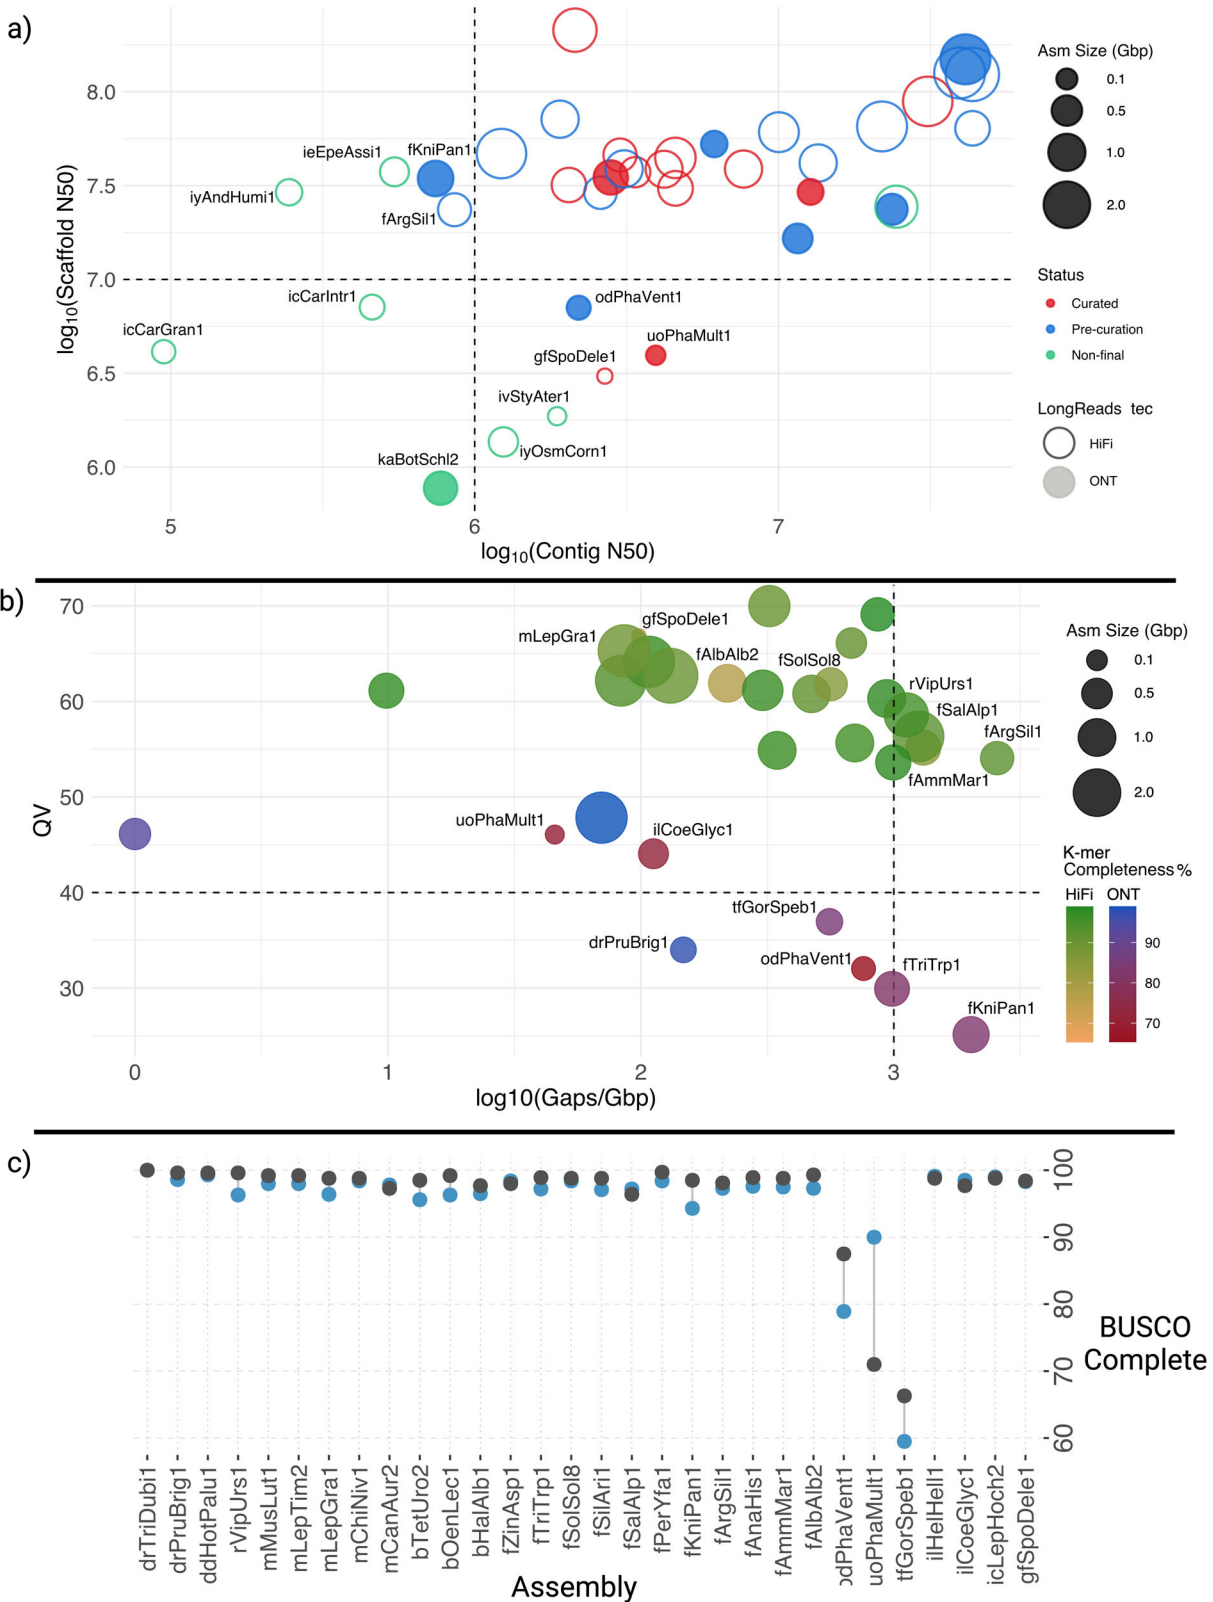 a)
log10(Scaffold N50)
8.0
7.5
7.0
6.5
6.0
5
6
7
log10(Contig N50)
ieEpeAssi1
fKniPan1
iyAndHumi1
fArgSil1
icCarIntr1
odPhaVent1
icCarGran1
uoPhaMult1
gfSpoDele1
ivStyAter1
iyOsmCorn1
kaBotSchl2
Asm Size (Gbp)
0.1
0.5
1.0
2.0
Status
Curated
Pre-curation
Non-final
LongReads tec
HiFi
ONT
b)
QV
70
60
50
40
30
0
1
2
3
log10(Gaps/Gbp)
gfSpoDele1
mLepGra1
fAlbAlb2
fSolSol8
rVipUrs1
fSalAlp1
fArgSil1
fAmmMar1
uoPhaMult1
ilCoeGlyc1
tfGorSpeb1
drPruBrig1
odPhaVent1
fTriTrp1
fKniPan1
Asm Size (Gbp)
0.1
0.5
1.0
2.0
K-mer
Completeness %
HiFi ONT
90
80
70
c)
100
90
80
70
60
BUSCO
Complete
drTriDubi1
drPruBrig1
ddHotPalu1
rVipUrs1
mMusLut1
mLepTim2
mLepGra1
mChiNiv1
mCanAur2
bTetUro2
bOenLec1
bHalAlb1
fZinAsp1
fTriTrp1
fSolSol8
fSilAri1
fSalAlp1
fPerYfa1
fKniPan1
fArgSil1
fAnaHis1
fAmmMar1
fAlbAlb2
odPhaVent1
uoPhaMult1
tfGorSpeb1
ilHelHell1
ilCoeGlyc1
icLepHoch2
gfSpoDele1
Assembly